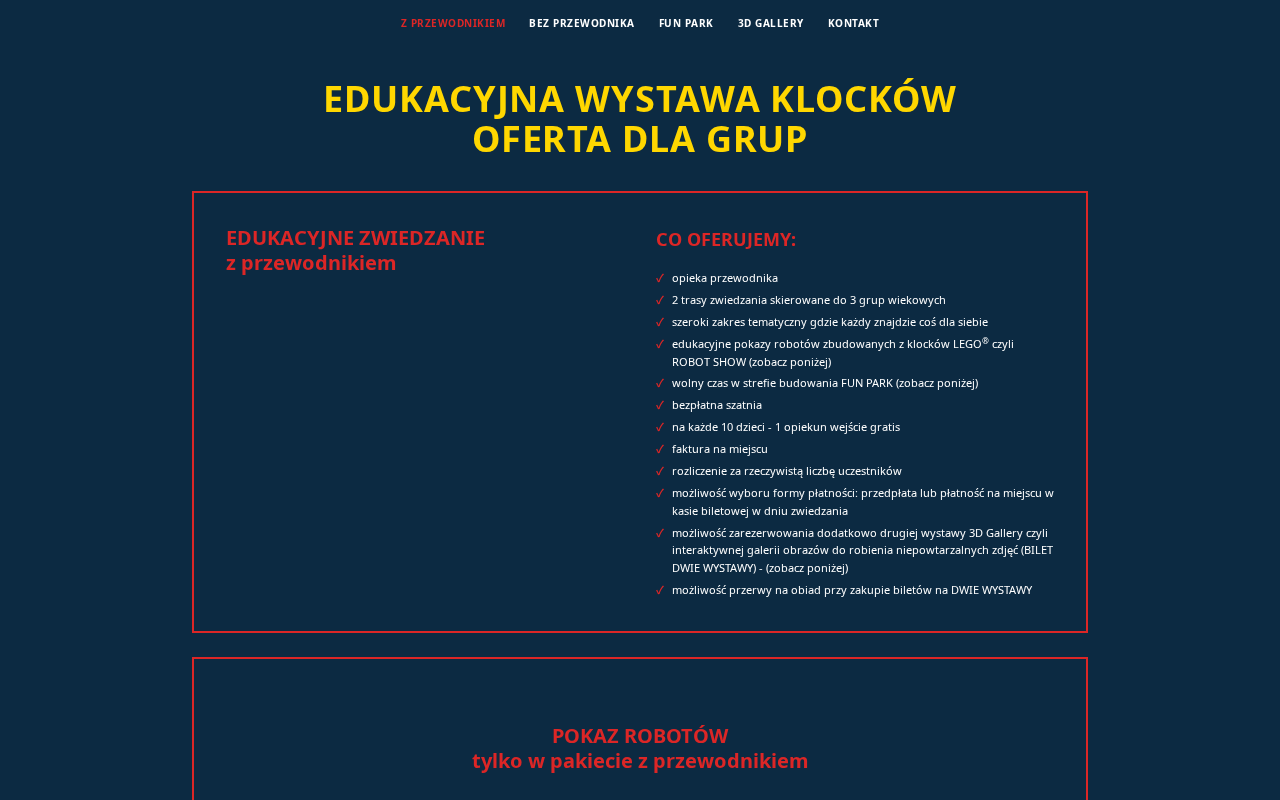 Z PRZEWODNIKIEM BEZ PRZEWODNIKA FUN PARK 3D GALLERY KONTAKT
EDUKACYJNA WYSTAWA KLOCKÓW
OFERTA DLA GRUP
EDUKACYJNE ZWIEDZANIE
z przewodnikiem
CO OFERUJEMY:
✓ opieka przewodnika
✓ 2 trasy zwiedzania skierowane do 3 grup wiekowych
✓ szeroki zakres tematyczny gdzie każdy znajdzie coś dla siebie
✓ edukacyjne pokazy robotów zbudowanych z klocków LEGO® czyli
ROBOT SHOW (zobacz poniżej)
✓ wolny czas w strefie budowania FUN PARK (zobacz poniżej)
✓ bezpłatna szatnia
✓ na każde 10 dzieci - 1 opiekun wejście gratis
✓ faktura na miejscu
✓ rozliczenie za rzeczywistą liczbę uczestników
✓ możliwość wyboru formy płatności: przedpłata lub płatność na miejscu w
kasie biletowej w dniu zwiedzania
✓ możliwość zarezerwowania dodatkowo drugiej wystawy 3D Gallery czyli
interaktywnej galerii obrazów do robienia niepowtarzalnych zdjęć (BILET
DWIE WYSTAWY) - (zobacz poniżej)
✓ możliwość przerwy na obiad przy zakupie biletów na DWIE WYSTAWY
POKAZ ROBOTÓW
tylko w pakiecie z przewodnikiem